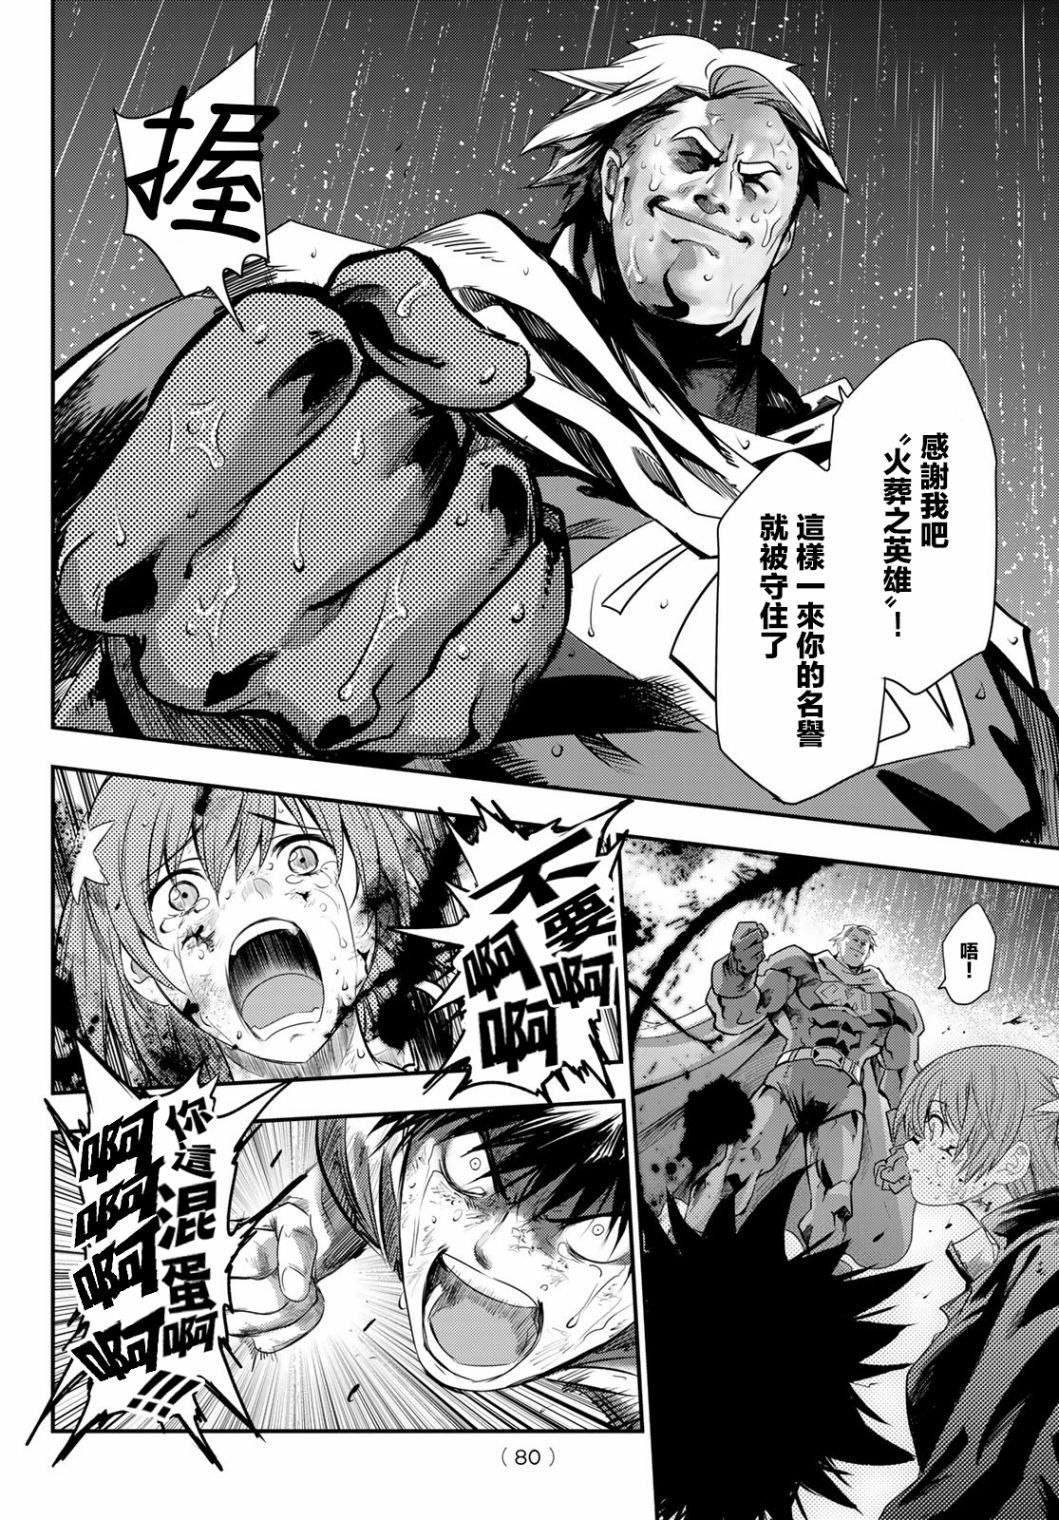 握
感謝我吧
〝火葬之英雄〟！
這樣一來你的名譽
就被守住了
唔！
不要啊
啊啊啊
你這混蛋啊
啊啊啊啊!!!
（80）